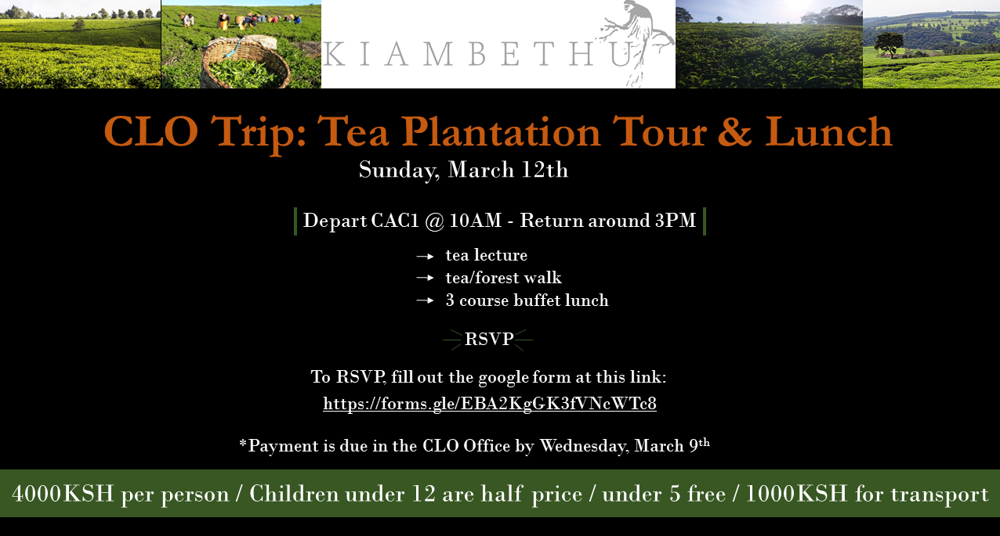 KIAMBETHU
CLO Trip: Tea Plantation Tour & Lunch
Sunday, March 12th
Depart CAC1 @ 10AM - Return around 3PM
tea lecture
tea/forest walk
3 course buffet lunch
RSVP
To RSVP, fill out the google form at this link:
https://forms.gle/EBA2KgGK3fVNcWTc8
*Payment is due in the CLO Office by Wednesday, March 9th
4000KSH per person / Children under 12 are half price / under 5 free / 1000KSH for transport